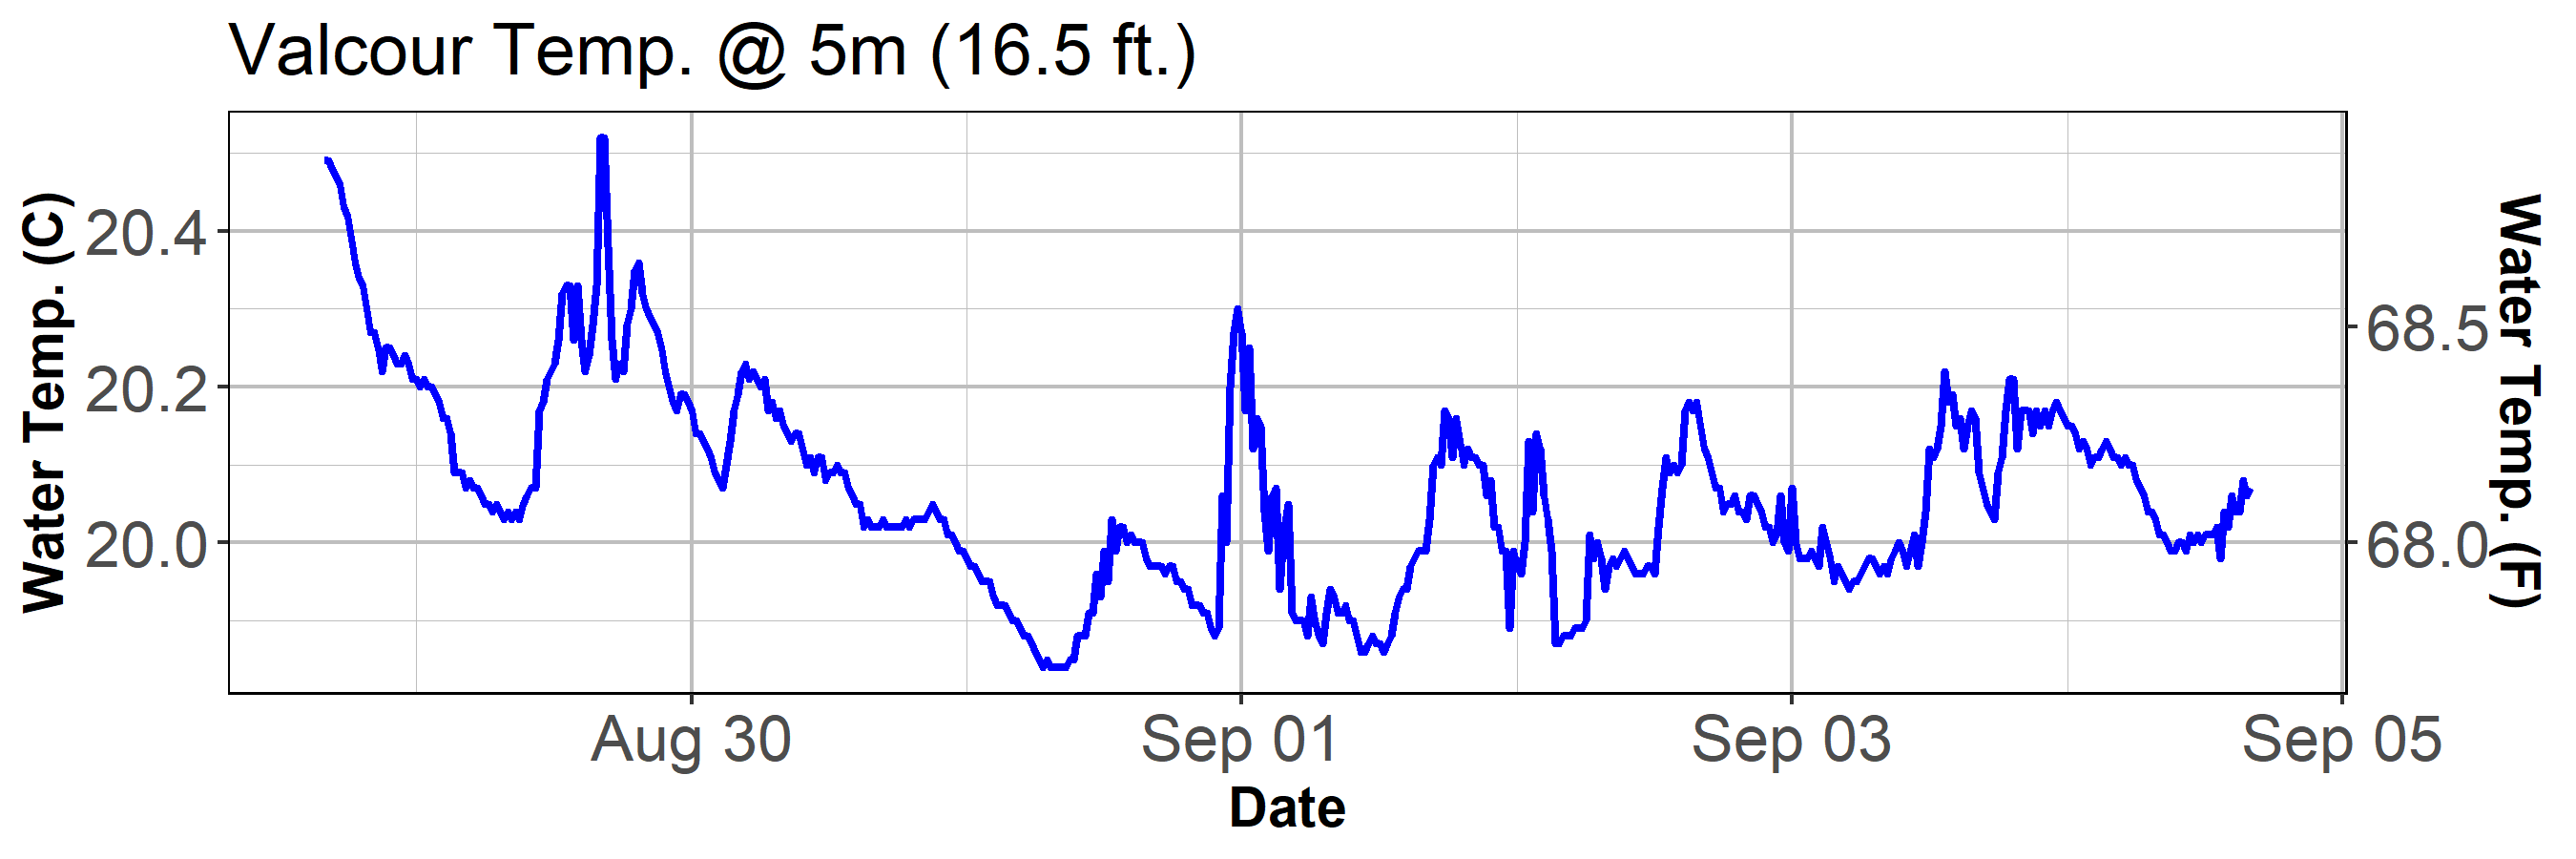 Valcour Temp. @ 5m (16.5 ft.)
Water Temp. (C)
20.4
20.2
20.0
68.5
68.0
Water Temp. (F)
Aug 30
Sep 01
Sep 03
Sep 05
Date